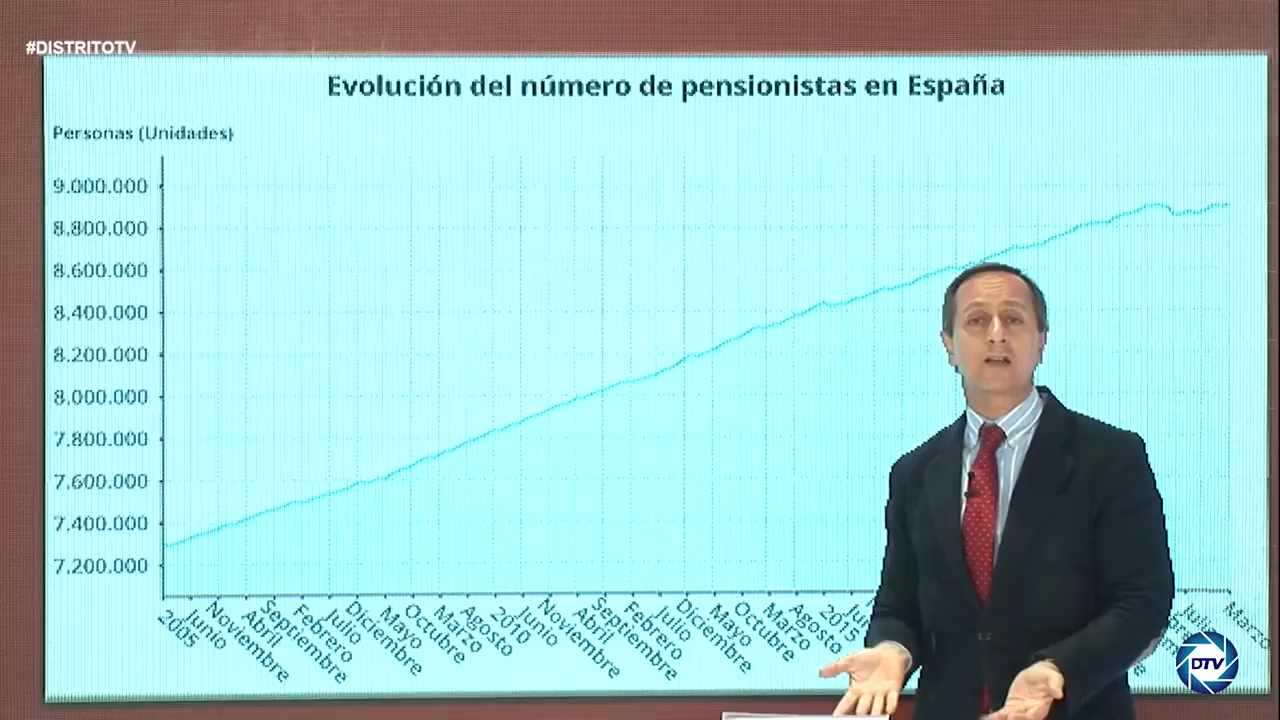 #DISTRITOTV
Evolución del número de pensionistas en España
Personas (Unidades)
9.000.000
8.800.000
8.600.000
8.400.000
8.200.000
8.000.000
7.800.000
7.600.000
7.400.000
7.200.000
2005
Junio
Noviembre
Abril
Septiembre
Febrero
Julio
Diciembre
Mayo
Octubre
Marzo
Agosto
2010
Junio
Noviembre
Abril
Septiembre
Febrero
Julio
Diciembre
Mayo
Octubre
Marzo
Agosto
2015
Marzo
DTV